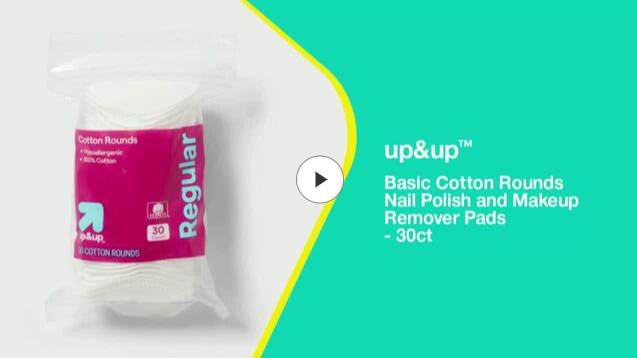 Cotton Rounds
• Hypoallergenic
• 100% Cotton
Regular
30
up&up™
30 COTTON ROUNDS
up&up™
Basic Cotton Rounds
Nail Polish and Makeup
Remover Pads
- 30ct